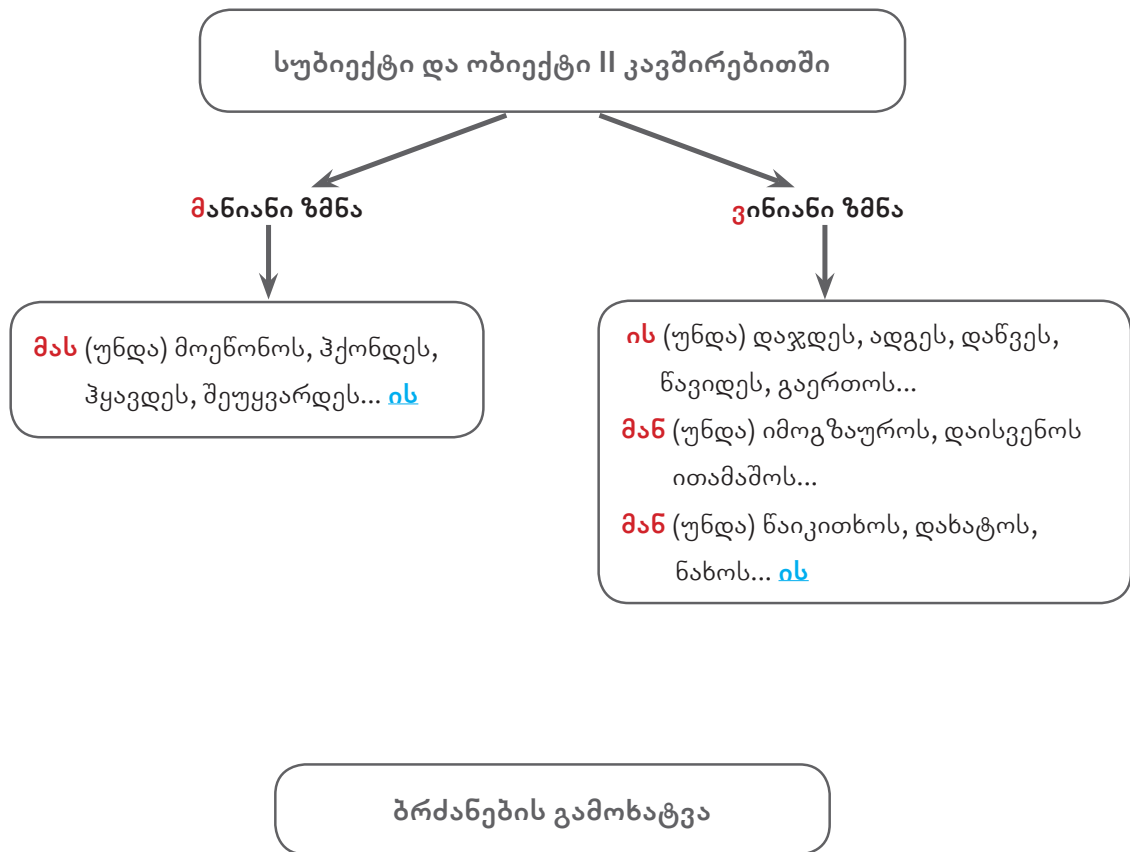 სუბიექტი და ობიექტი II კავშირებითში
მანიანი ზმნა
ვინიანი ზმნა
მას (უნდა) მოეწონოს, ჰქონდეს,
ჰყავდეს, შეუყვარდეს... ის
ის (უნდა) დაჯდეს, ადგეს, დაწვეს,
წავიდეს, გაერთოს...
მან (უნდა) იმოგზაუროს, დაისვენოს
ითამაშოს...
მან (უნდა) წაიკითხოს, დახატოს,
ნახოს... ის
ბრძანების გამოხატვა